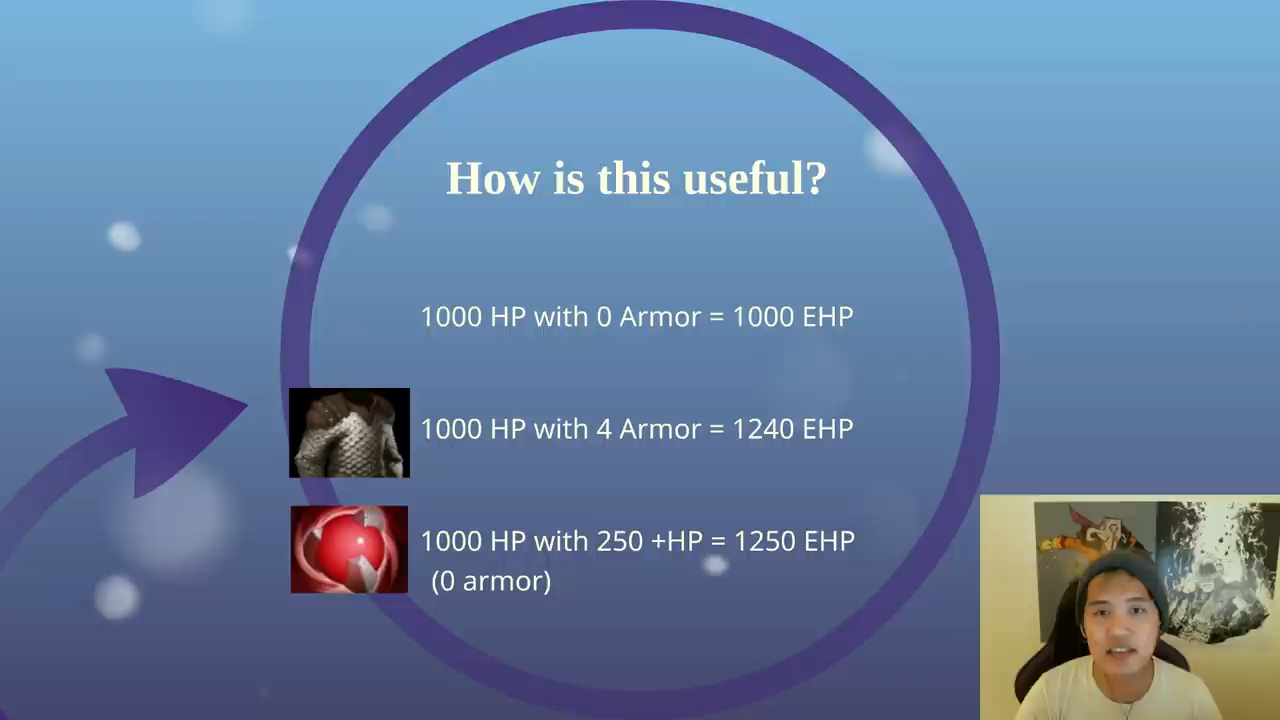 How is this useful?
1000 HP with 0 Armor = 1000 EHP
1000 HP with 4 Armor = 1240 EHP
1000 HP with 250 +HP = 1250 EHP
(0 armor)